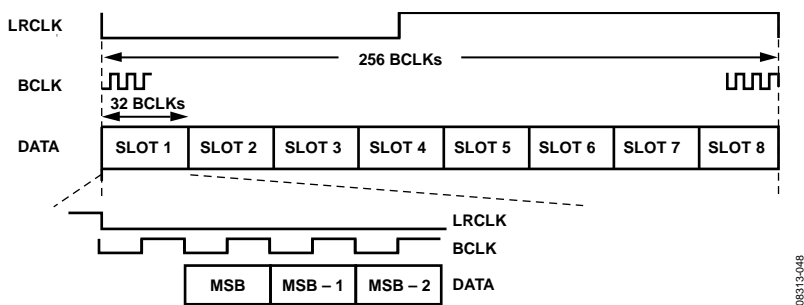 LRCLK
256 BCLKs
BCLK
32 BCLKs
DATA SLOT 1 SLOT 2 SLOT 3 SLOT 4 SLOT 5 SLOT 6 SLOT 7 SLOT 8
LRCLK
BCLK
MSB MSB – 1 MSB – 2 DATA
08313-048